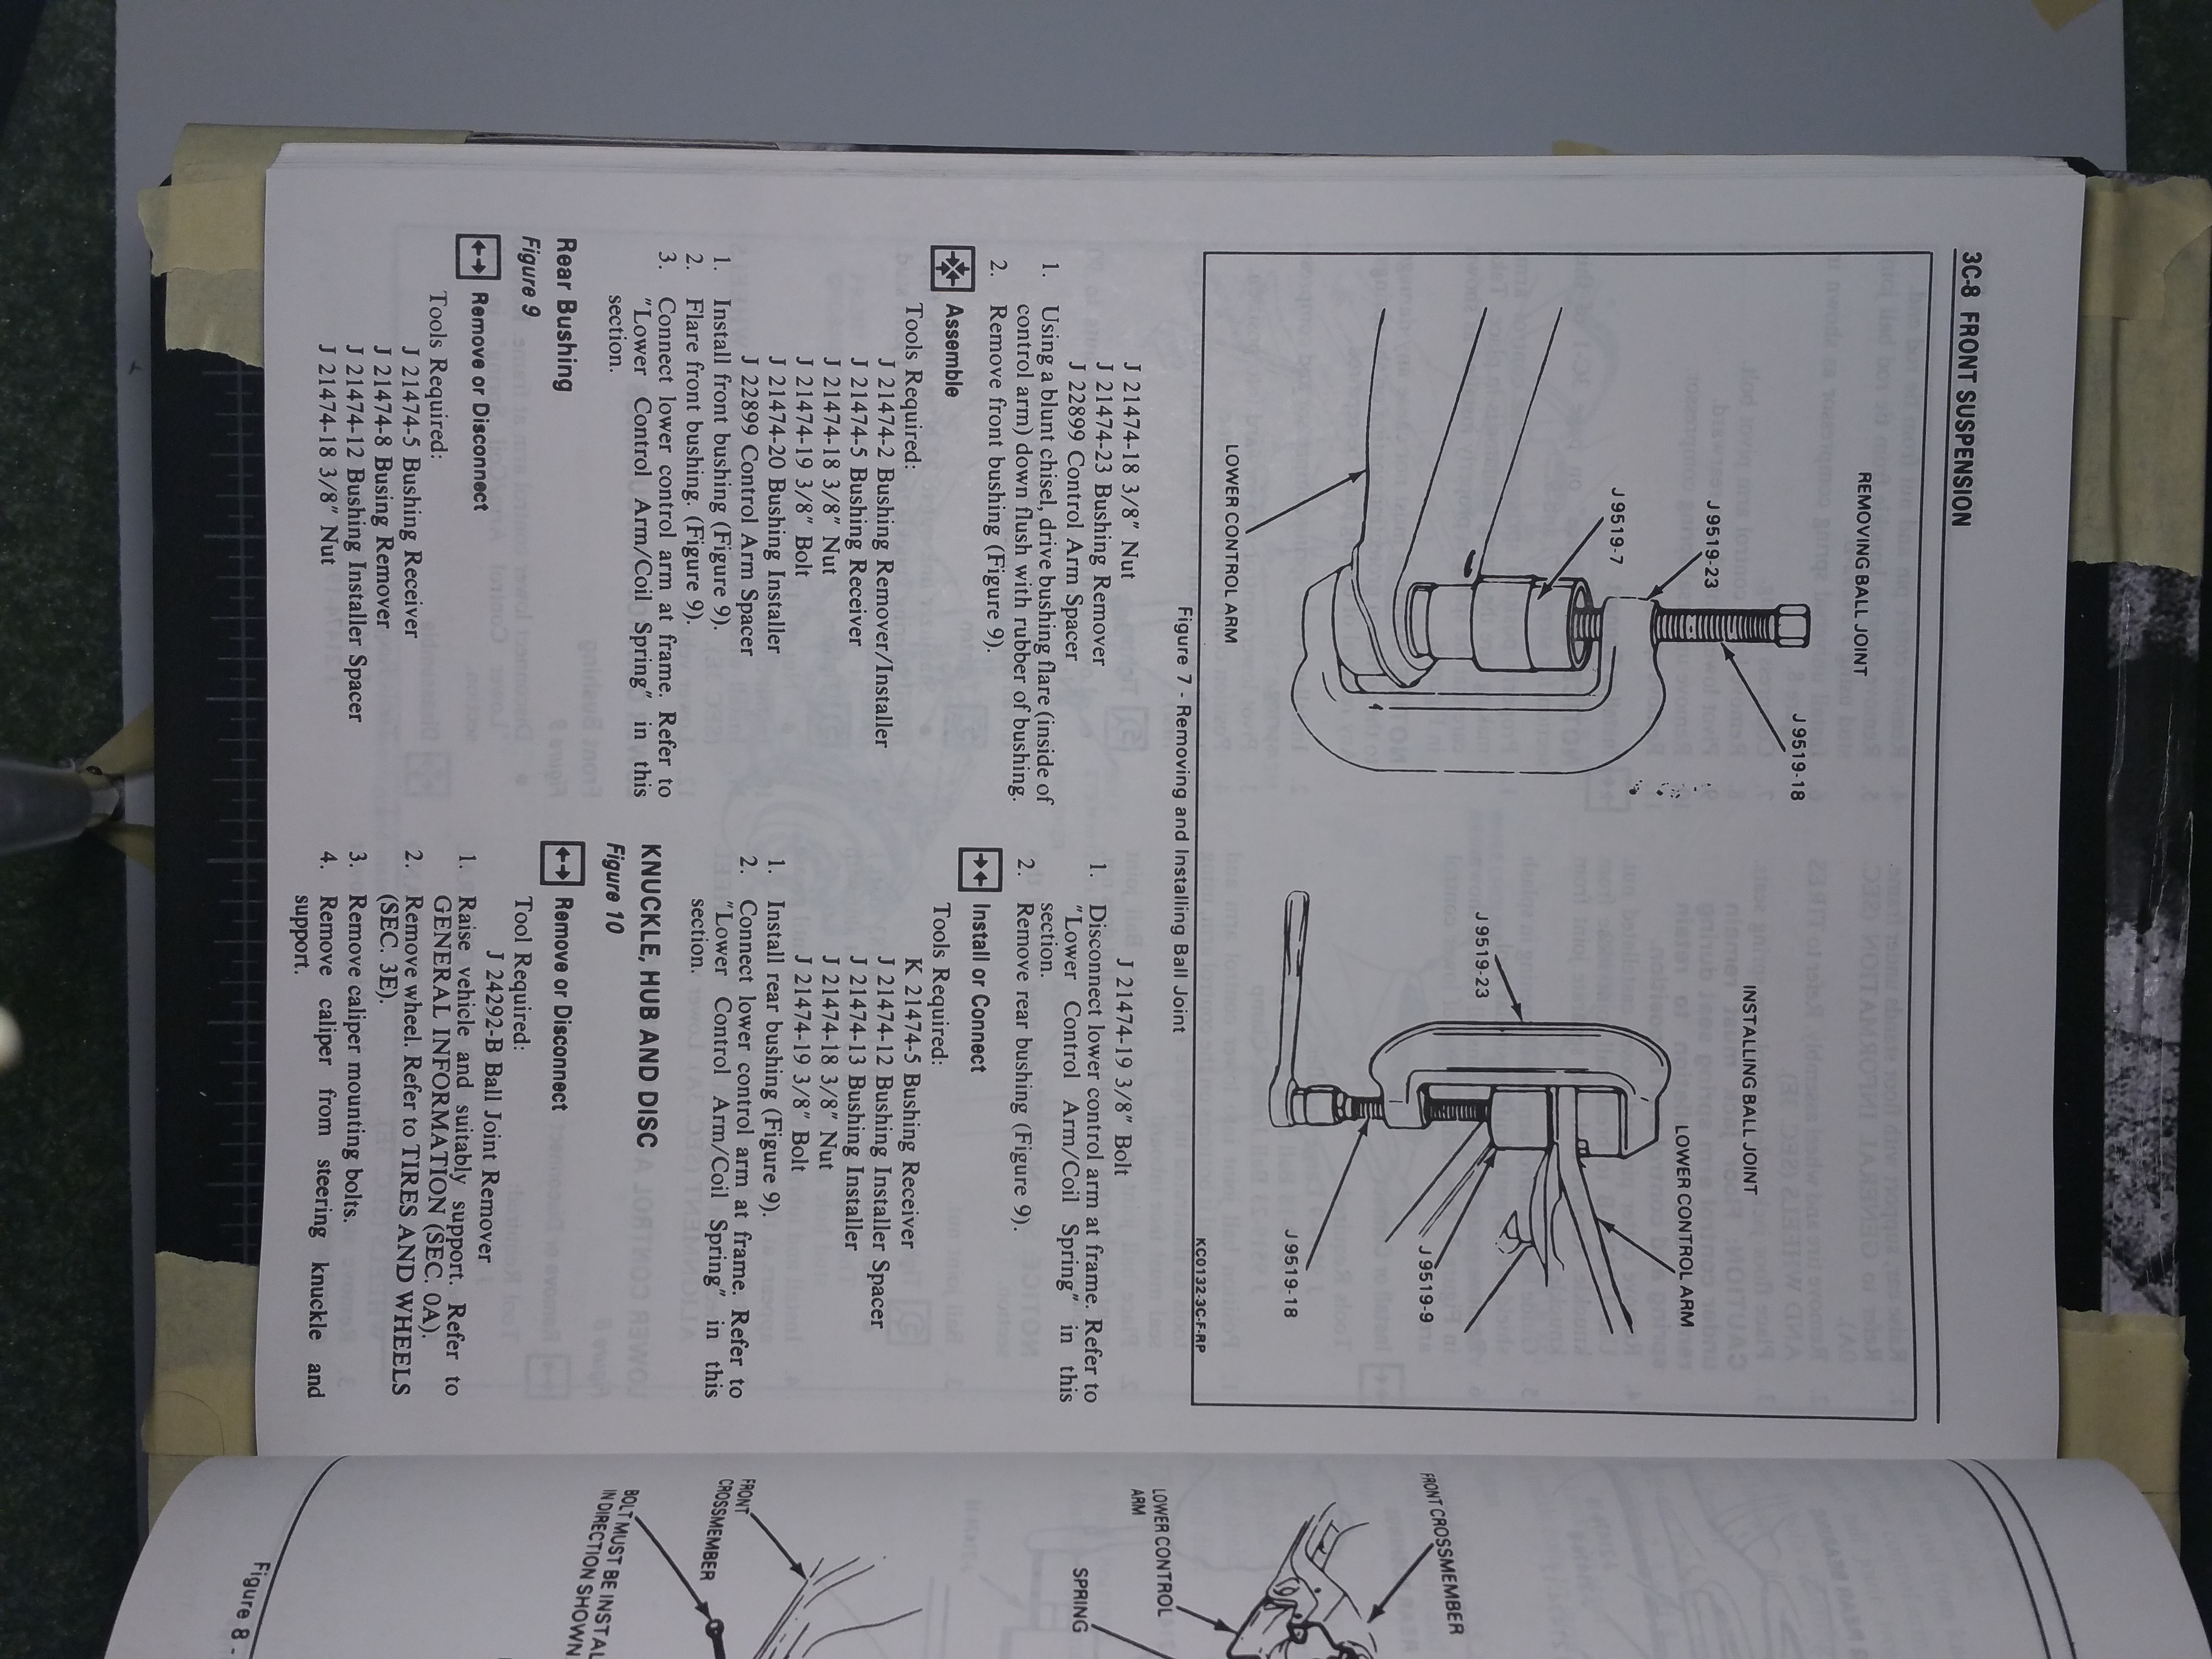 3C-8 FRONT SUSPENSION
REMOVING BALL JOINT
J 9519-23
J 9519-7
J 9519-18
LOWER CONTROL ARM
INSTALLING BALL JOINT
LOWER CONTROL ARM
J 9519-23
J 9519-9
J 9519-18
KC0132-3C-F-RP
Figure 7 - Removing and Installing Ball Joint
J 21474-18 3/8" Nut
J 21474-23 Bushing Remover
J 22899 Control Arm Spacer
1. Using a blunt chisel, drive bushing flare (inside of
control arm) down flush with rubber of bushing.
2. Remove front bushing (Figure 9).
Assemble
Tools Required:
J 21474-2 Bushing Remover/Installer
J 21474-5 Bushing Receiver
J 21474-18 3/8" Nut
J 21474-19 3/8" Bolt
J 21474-20 Bushing Installer
J 22899 Control Arm Spacer
1. Install front bushing (Figure 9).
2. Flare front bushing. (Figure 9).
3. Connect lower control arm at frame. Refer to
"Lower Control Arm/Coil Spring" in this
section.
Rear Bushing
Figure 9
Remove or Disconnect
Tools Required:
J 21474-5 Bushing Receiver
J 21474-8 Busing Remover
J 21474-12 Bushing Installer Spacer
J 21474-18 3/8" Nut
J 21474-19 3/8" Bolt
1. Disconnect lower control arm at frame. Refer to
"Lower Control Arm/Coil Spring" in this
section.
2. Remove rear bushing (Figure 9).
Install or Connect
Tools Required:
K 21474-5 Bushing Receiver
J 21474-12 Bushing Installer Spacer
J 21474-13 Bushing Installer
J 21474-18 3/8" Nut
J 21474-19 3/8" Bolt
1. Install rear bushing (Figure 9).
2. Connect lower control arm at frame. Refer to
"Lower Control Arm/Coil Spring" in this
section.
KNUCKLE, HUB AND DISC
Figure 10
Remove or Disconnect
Tool Required:
J 24292-B Ball Joint Remover
1. Raise vehicle and suitably support. Refer to
GENERAL INFORMATION (SEC. 0A).
2. Remove wheel. Refer to TIRES AND WHEELS
(SEC. 3E).
3. Remove caliper mounting bolts.
4. Remove caliper from steering knuckle and
support.
FRONT CROSSMEMBER
LOWER CONTROL
ARM
SPRING
FRONT
CROSSMEMBER
BOLT MUST BE INSTAL
IN DIRECTION SHOWN
Figure 8 -